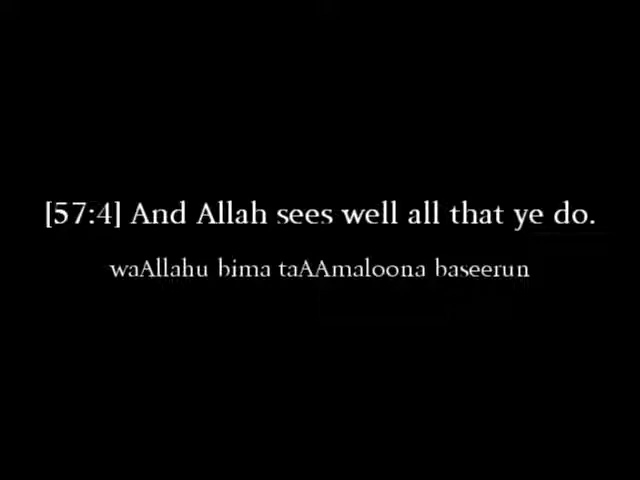 [57:4] And Allah sees well all that ye do.
waAllahu bima taAAmaloona baseerun